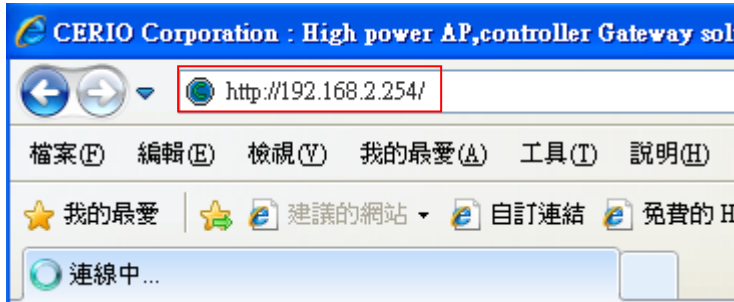 CERIO Corporation : High power AP,controller Gateway sol
http://192.168.2.254/
檔案(F) 編輯(E) 檢視(V) 我的最愛(A) 工具(T) 說明(H)
我的最愛 建議的網站 自訂連結 免費的 H
連線中...